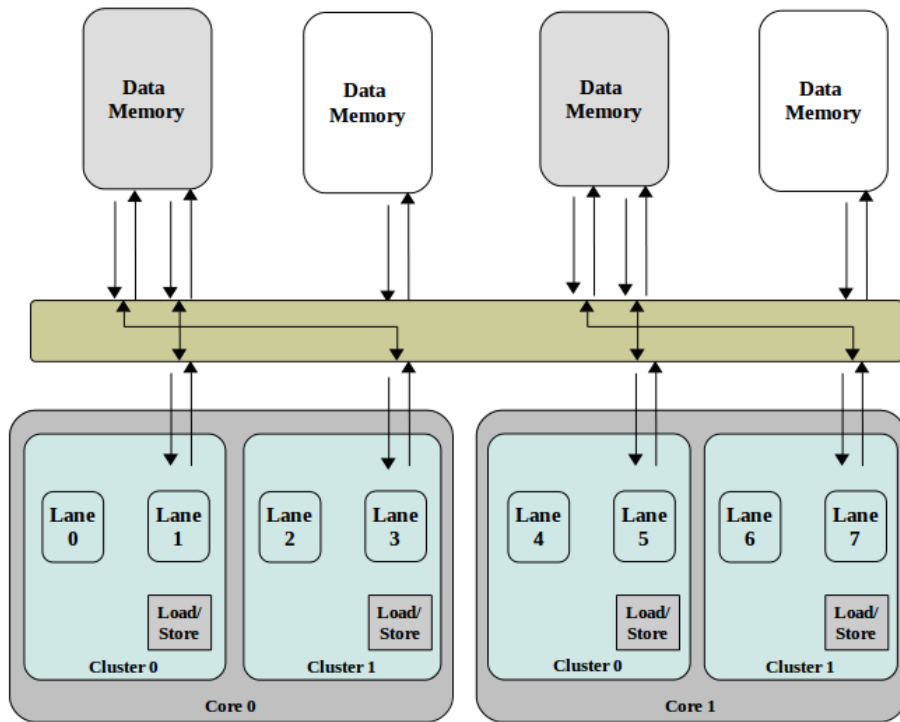 Data
Memory
Data
Memory
Data
Memory
Data
Memory
Lane
0
Lane
1
Lane
2
Lane
3
Lane
4
Lane
5
Lane
6
Lane
7
Load/
Store
Load/
Store
Load/
Store
Load/
Store
Cluster 0
Cluster 1
Cluster 0
Cluster 1
Core 0
Core 1